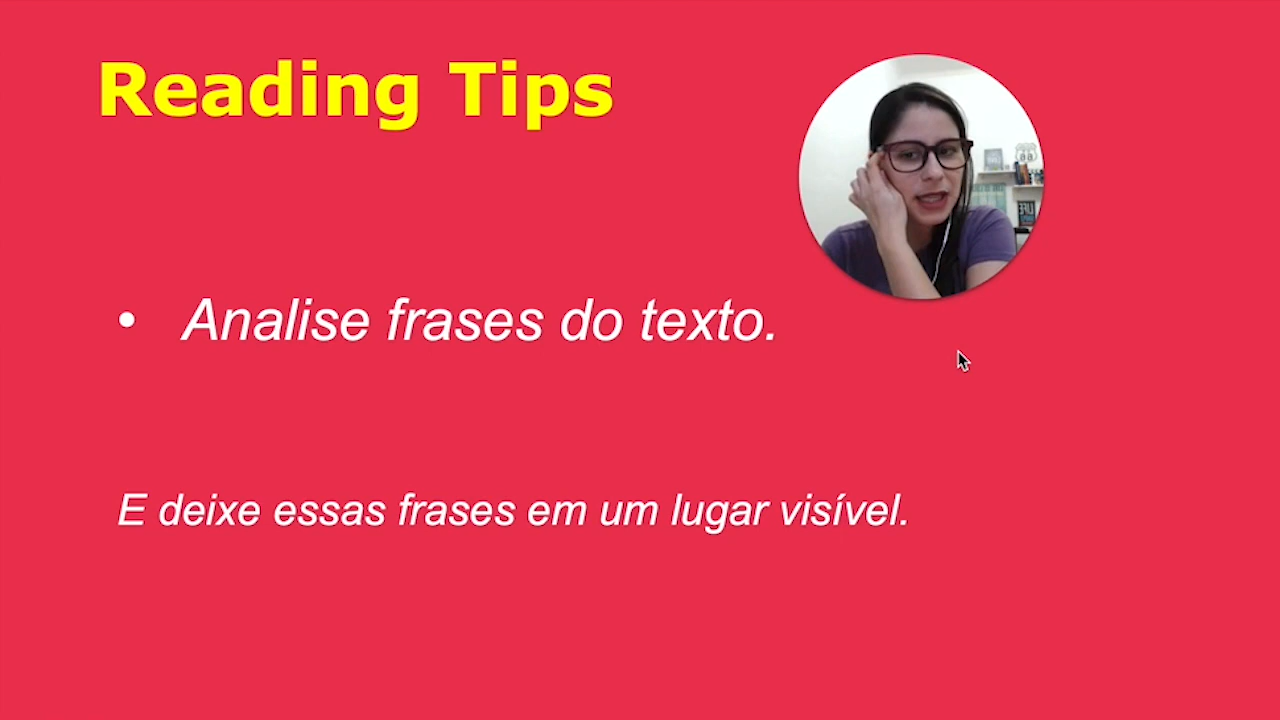 Reading Tips
• Analise frases do texto.
E deixe essas frases em um lugar visível.